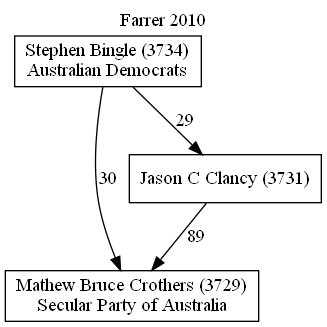 Farrer 2010
Stephen Bingle (3734)
Australian Democrats
29
Jason C Clancy (3731)
30
89
Mathew Bruce Crothers (3729)
Secular Party of Australia